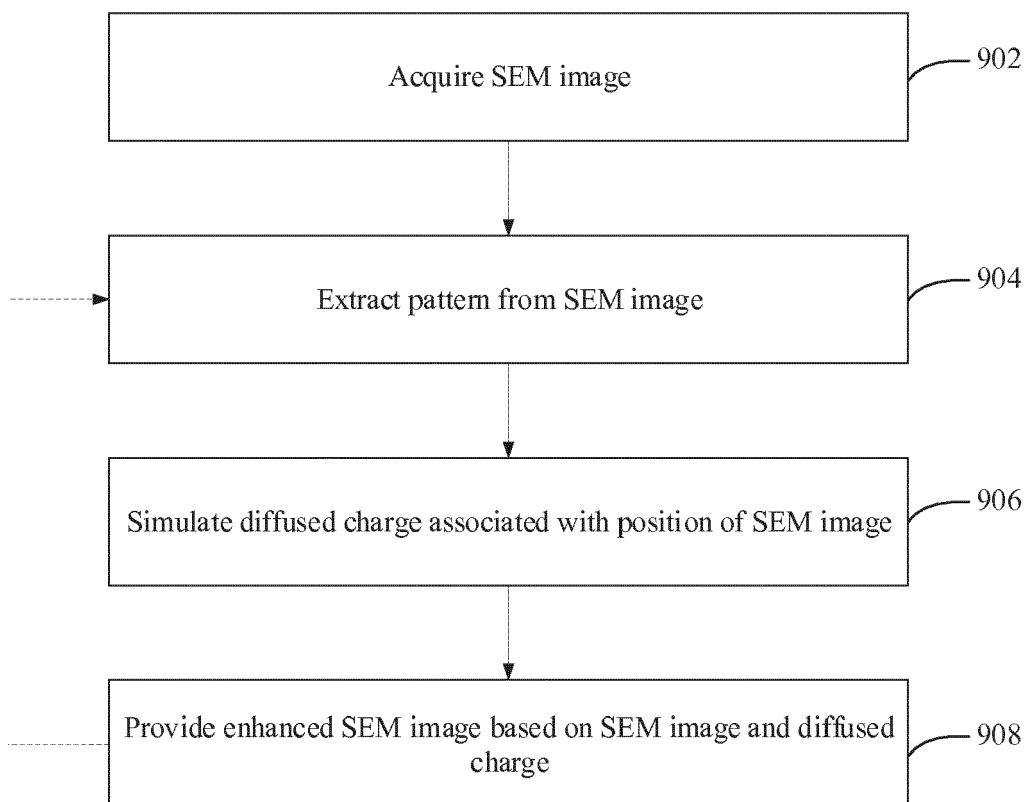 Acquire SEM image
902
Extract pattern from SEM image
904
Simulate diffused charge associated with position of SEM image
906
Provide enhanced SEM image based on SEM image and diffused
charge
908